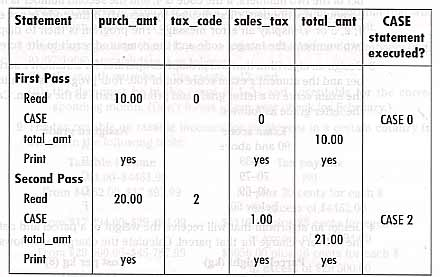 Statement purch_amt tax_code sales_tax total_amt CASE statement executed?
First Pass
Read 10.00 0
CASE 0 CASE 0
total_amt 10.00
Print yes yes yes
Second Pass
Read 20.00 2
CASE 1.00 CASE 2
total_amt 21.00
Print yes yes yes